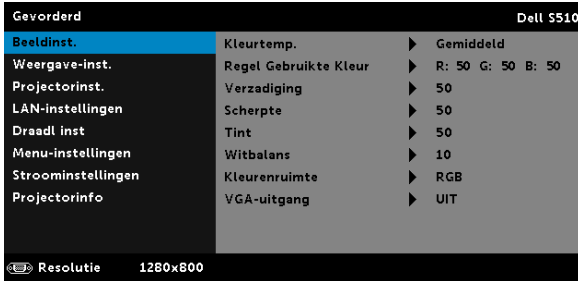 Gevorderd Dell S510
Beeldinst. Kleurtemp. Gemiddeld
Weergave-inst. Regel Gebruikte Kleur R: 50 G: 50 B: 50
Projectorinst. Verzadiging 50
LAN-instellingen Scherpte 50
Draadl inst Tint 50
Menu-instellingen Witbalans 10
Stroominstellingen Kleurenruimte RGB
Projectorinfo VGA-uitgang UIT
Resolutie 1280x800